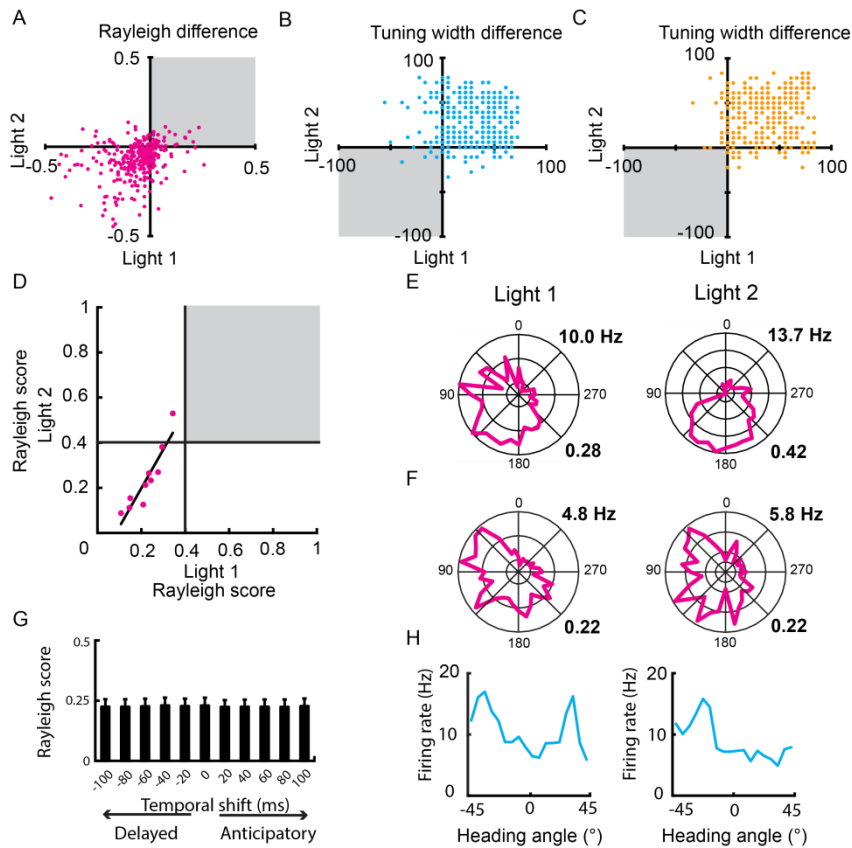 A
Rayleigh difference
0.5
Light 2
-0.5
0.5
-0.5
Light 1
B
Tuning width difference
100
Light 2
-100
100
-100
Light 1
C
Tuning width difference
100
Light 2
-100
100
-100
Light 1
D
1
0.8
0.6
0.4
0.2
0
0.2
0.4
0.6
0.8
1
Rayleigh score
Light 2
Light 1
Rayleigh score
E
Light 1
0
10.0 Hz
90
270
180
0.28
Light 2
0
13.7 Hz
90
270
180
0.42
F
0
4.8 Hz
90
270
180
0.22
0
5.8 Hz
90
270
180
0.22
G
0.5
0.25
0
Rayleigh score
-100
-80
-60
-40
-20
0
20
40
60
80
100
Temporal shift (ms)
Delayed
Anticipatory
H
20
10
0
Firing rate (Hz)
-45
0
45
Heading angle (°)
20
10
0
Firing rate (Hz)
-45
0
45
Heading angle (°)